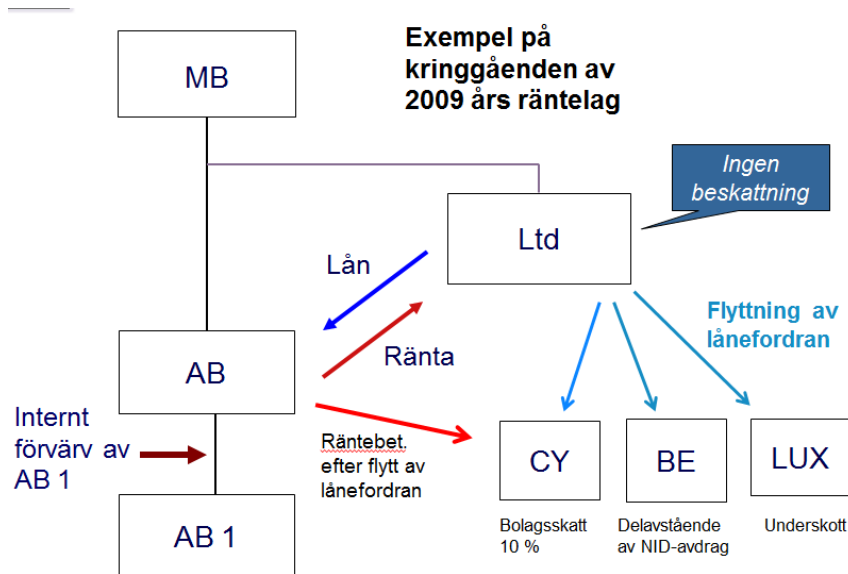 Exempel på
kringgåenden av
2009 års räntelag
MB
Ingen
beskattning
Ltd
Lån
Ränta
Flyttning av
lånefordran
AB
Internt
förvärv av
AB 1
Räntebet.
efter flytt av
lånefordran
CY
BE
LUX
Bolagsskatt
10 %
Delavstående
av NID-avdrag
Underskott
AB 1